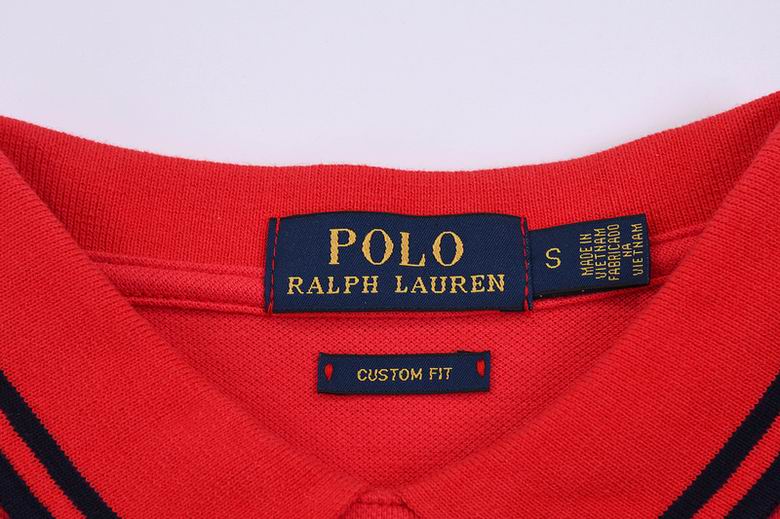 POLO
RALPH LAUREN
S
MADE IN
VIETNAM
FABRICADO
NA
VIETNAM
CUSTOM FIT